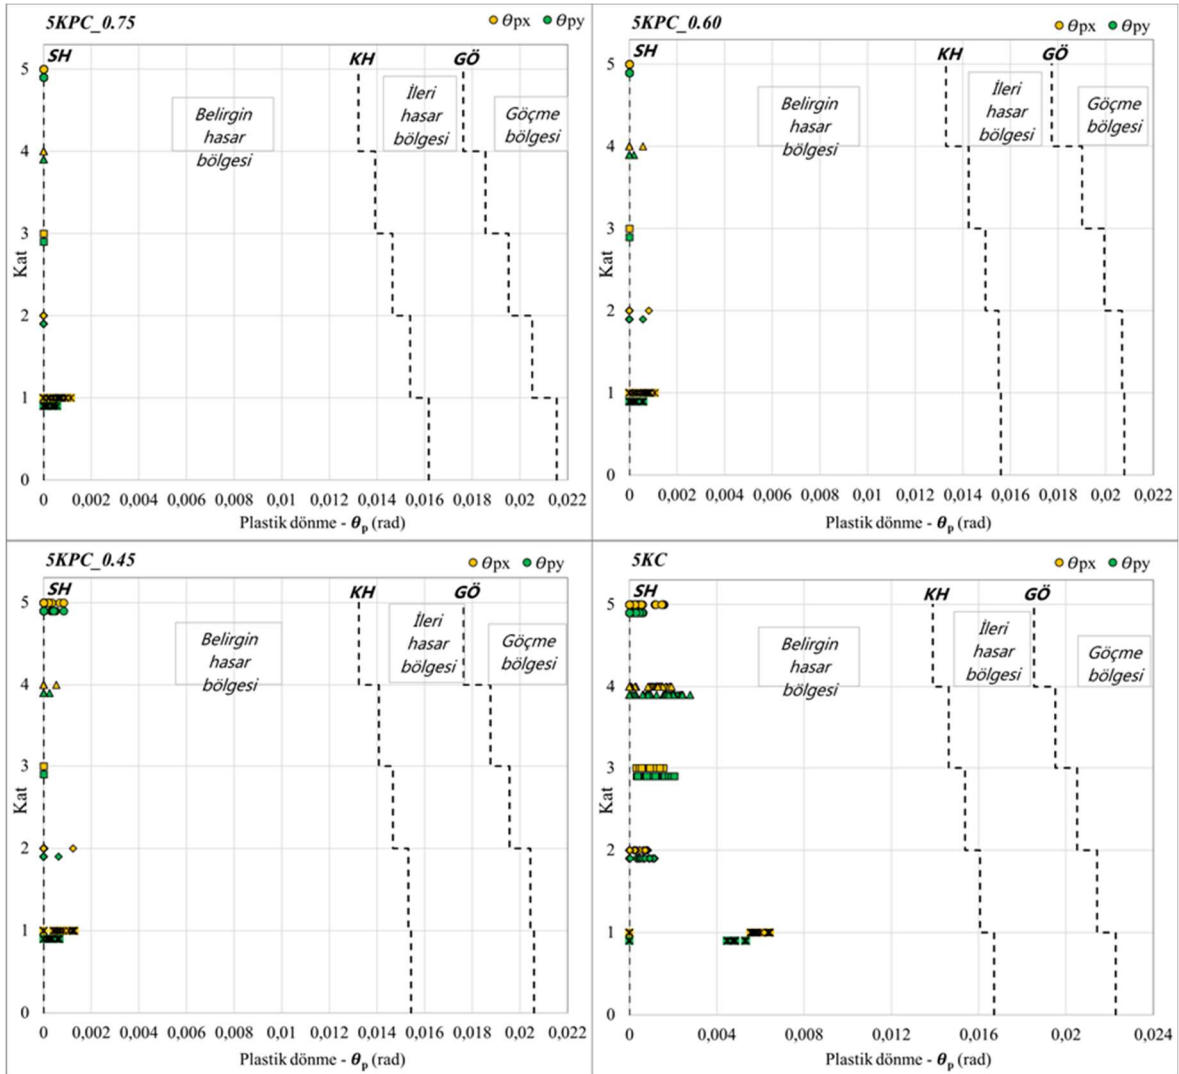 5KPC_0.75
θpx θpy
SH
KH
GÖ
Belirgin
hasar
bölgesi
İleri
hasar
bölgesi
Göçme
bölgesi
Kat
5
4
3
2
1
0
0 0,002 0,004 0,006 0,008 0,01 0,012 0,014 0,016 0,018 0,02 0,022
Plastik dönme - θp (rad)
5KPC_0.60
θpx θpy
SH
KH
GÖ
Belirgin
hasar
bölgesi
İleri
hasar
bölgesi
Göçme
bölgesi
Kat
5
4
3
2
1
0
0 0,002 0,004 0,006 0,008 0,01 0,012 0,014 0,016 0,018 0,02 0,022
Plastik dönme - θp (rad)
5KPC_0.45
θpx θpy
SH
KH
GÖ
Belirgin
hasar
bölgesi
İleri
hasar
bölgesi
Göçme
bölgesi
Kat
5
4
3
2
1
0
0 0,002 0,004 0,006 0,008 0,01 0,012 0,014 0,016 0,018 0,02 0,022
Plastik dönme - θp (rad)
5KC
θpx θpy
SH
KH
GÖ
Belirgin
hasar
bölgesi
İleri
hasar
bölgesi
Göçme
bölgesi
Kat
5
4
3
2
1
0
0 0,004 0,008 0,012 0,016 0,02 0,024
Plastik dönme - θp (rad)